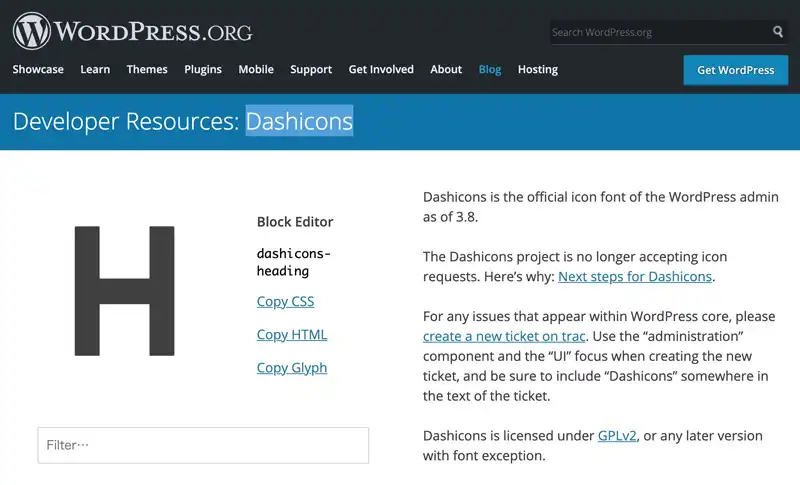 WORDPRESS.ORG
Search WordPress.org
Showcase Learn Themes Plugins Mobile Support Get Involved About Blog Hosting
Get WordPress
Developer Resources: Dashicons
H
Block Editor
dashicons-
heading
Copy CSS
Copy HTML
Copy Glyph
Filter…
Dashicons is the official icon font of the WordPress admin
as of 3.8.
The Dashicons project is no longer accepting icon
requests. Here’s why: Next steps for Dashicons.
For any issues that appear within WordPress core, please
create a new ticket on trac. Use the “administration”
component and the “UI” focus when creating the new
ticket, and be sure to include “Dashicons” somewhere in
the text of the ticket.
Dashicons is licensed under GPLv2, or any later version
with font exception.